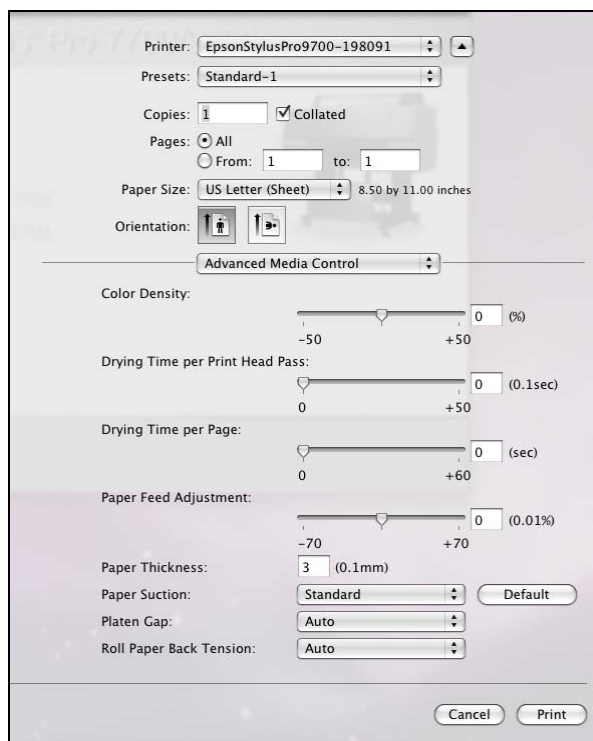 Printer: EpsonStylusPro9700-198091
Presets: Standard-1
Copies: 1 Collated
Pages: All
From: 1 to: 1
Paper Size: US Letter (Sheet) 8.50 by 11.00 inches
Orientation:
Advanced Media Control
Color Density:
0 (%)
-50 +50
Drying Time per Print Head Pass:
0 (0.1sec)
0 +50
Drying Time per Page:
0 (sec)
0 +60
Paper Feed Adjustment:
0 (0.01%)
-70 +70
Paper Thickness: 3 (0.1mm)
Paper Suction: Standard Default
Platen Gap: Auto
Roll Paper Back Tension: Auto
Cancel Print